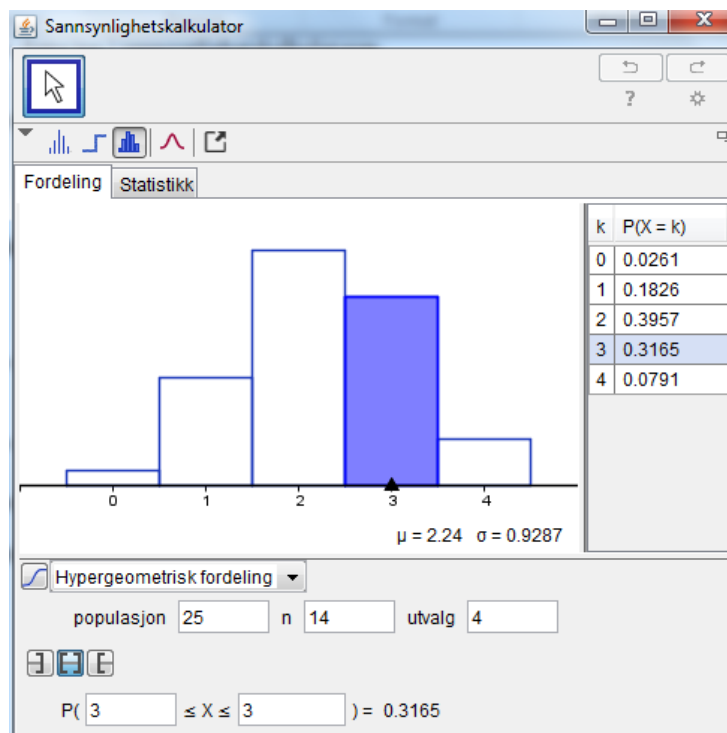 Sannsynlighetskalkulator
?
Fordeling Statistikk
k P(X = k)
0 0.0261
1 0.1826
2 0.3957
3 0.3165
4 0.0791
0 1 2 3 4
μ = 2.24 σ = 0.9287
Hypergeometrisk fordeling
populasjon 25 n 14 utvalg 4
P( 3 ≤ X ≤ 3 ) = 0.3165